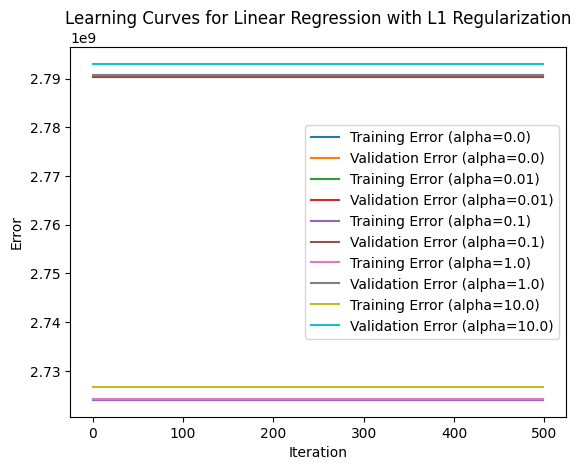 Learning Curves for Linear Regression with L1 Regularization
1e9
2.79
2.78
2.77
2.76
2.75
2.74
2.73
Error
Training Error (alpha=0.0)
Validation Error (alpha=0.0)
Training Error (alpha=0.01)
Validation Error (alpha=0.01)
Training Error (alpha=0.1)
Validation Error (alpha=0.1)
Training Error (alpha=1.0)
Validation Error (alpha=1.0)
Training Error (alpha=10.0)
Validation Error (alpha=10.0)
0 100 200 300 400 500
Iteration